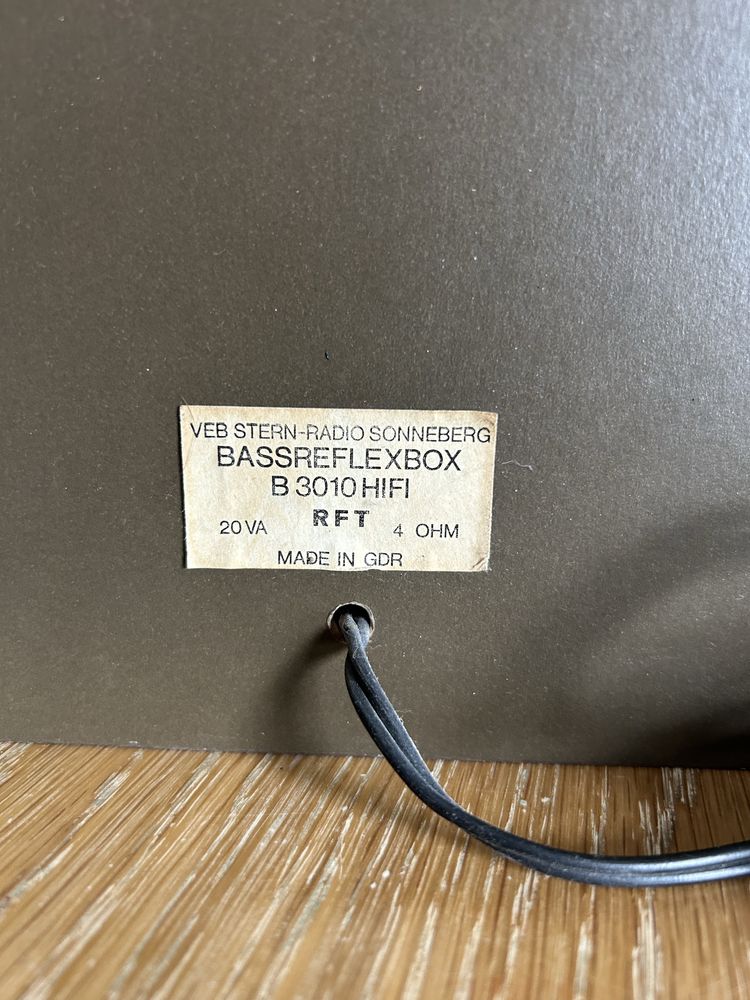 VEB STERN-RADIO SONNEBERG
BASSREFLEXBOX
B 3010 HIFI
20 VA RFT 4 OHM
MADE IN GDR